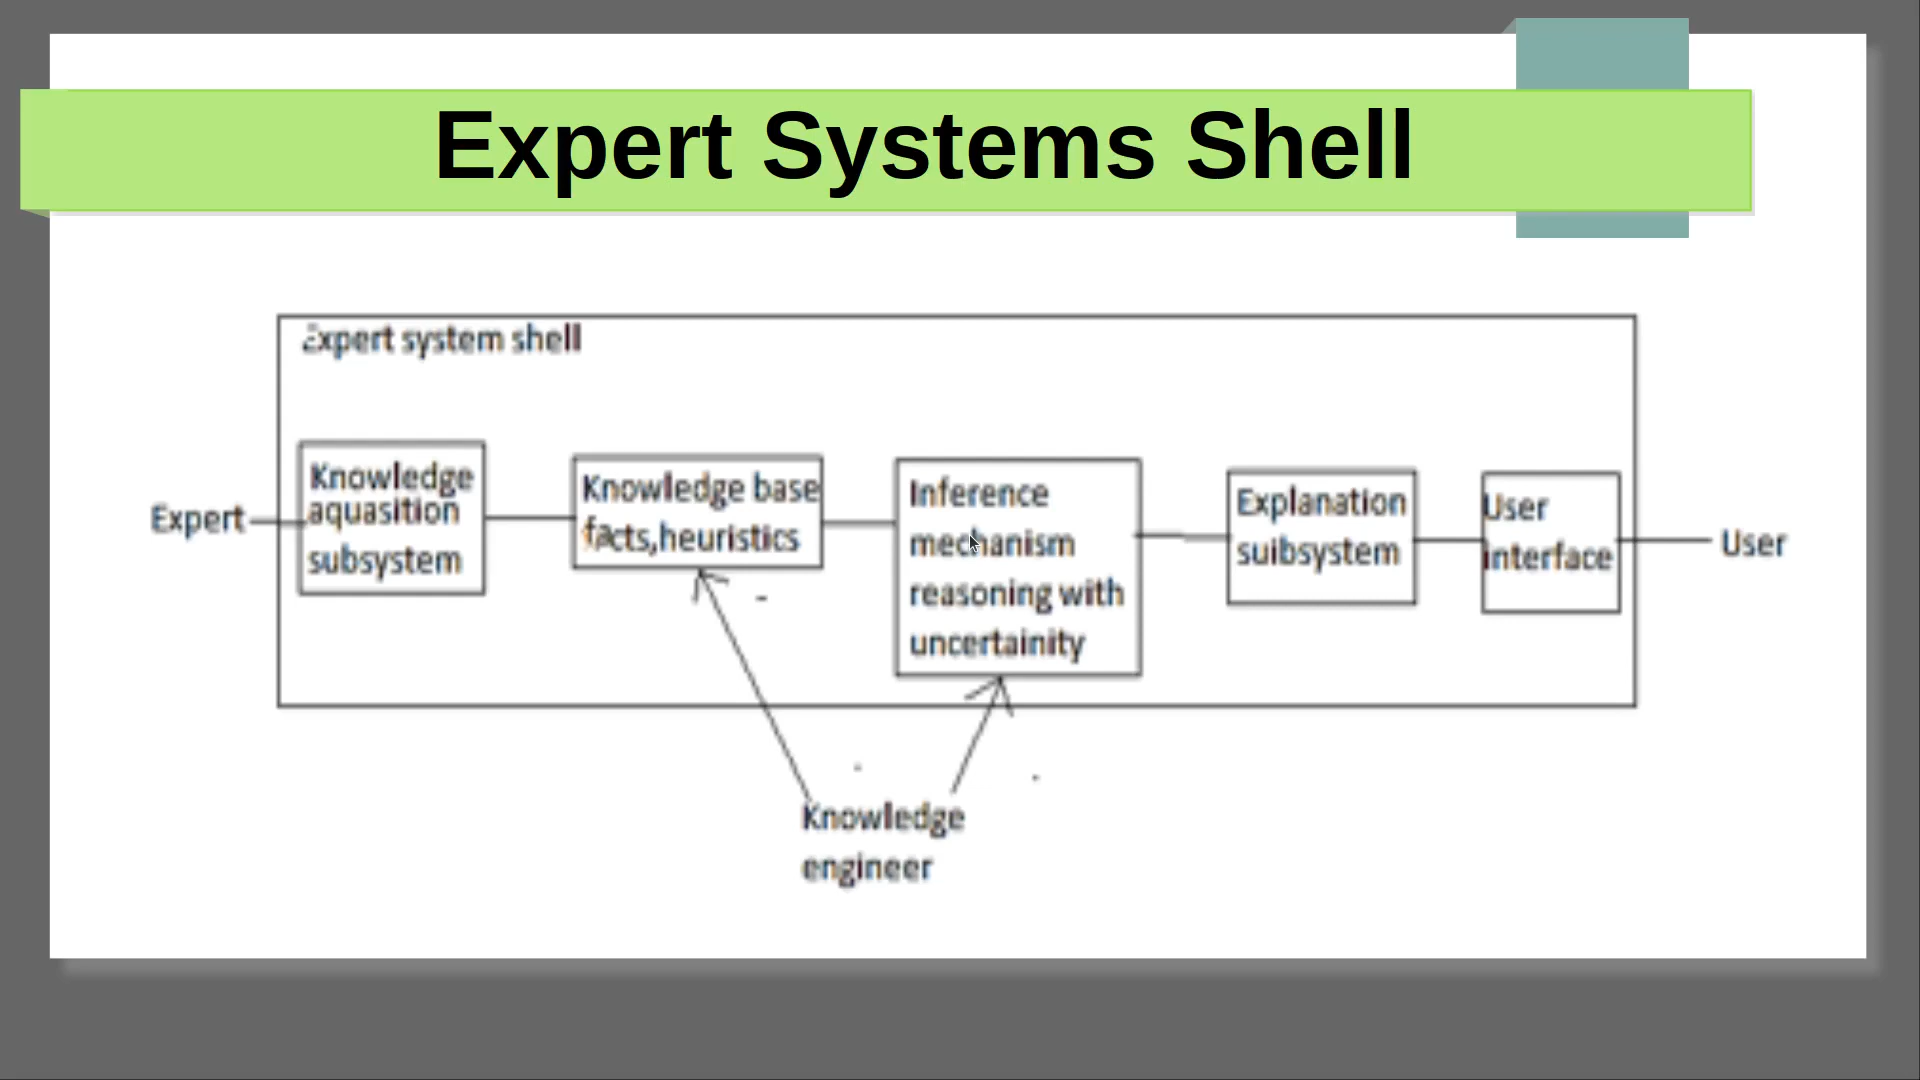 Expert Systems Shell
Expert system shell
Expert
Knowledge
aquasition
subsystem
Knowledge base
facts,heuristics
Inference
mechanism
reasoning with
uncertainity
Explanation
suibsystem
User
interface
User
Knowledge
engineer